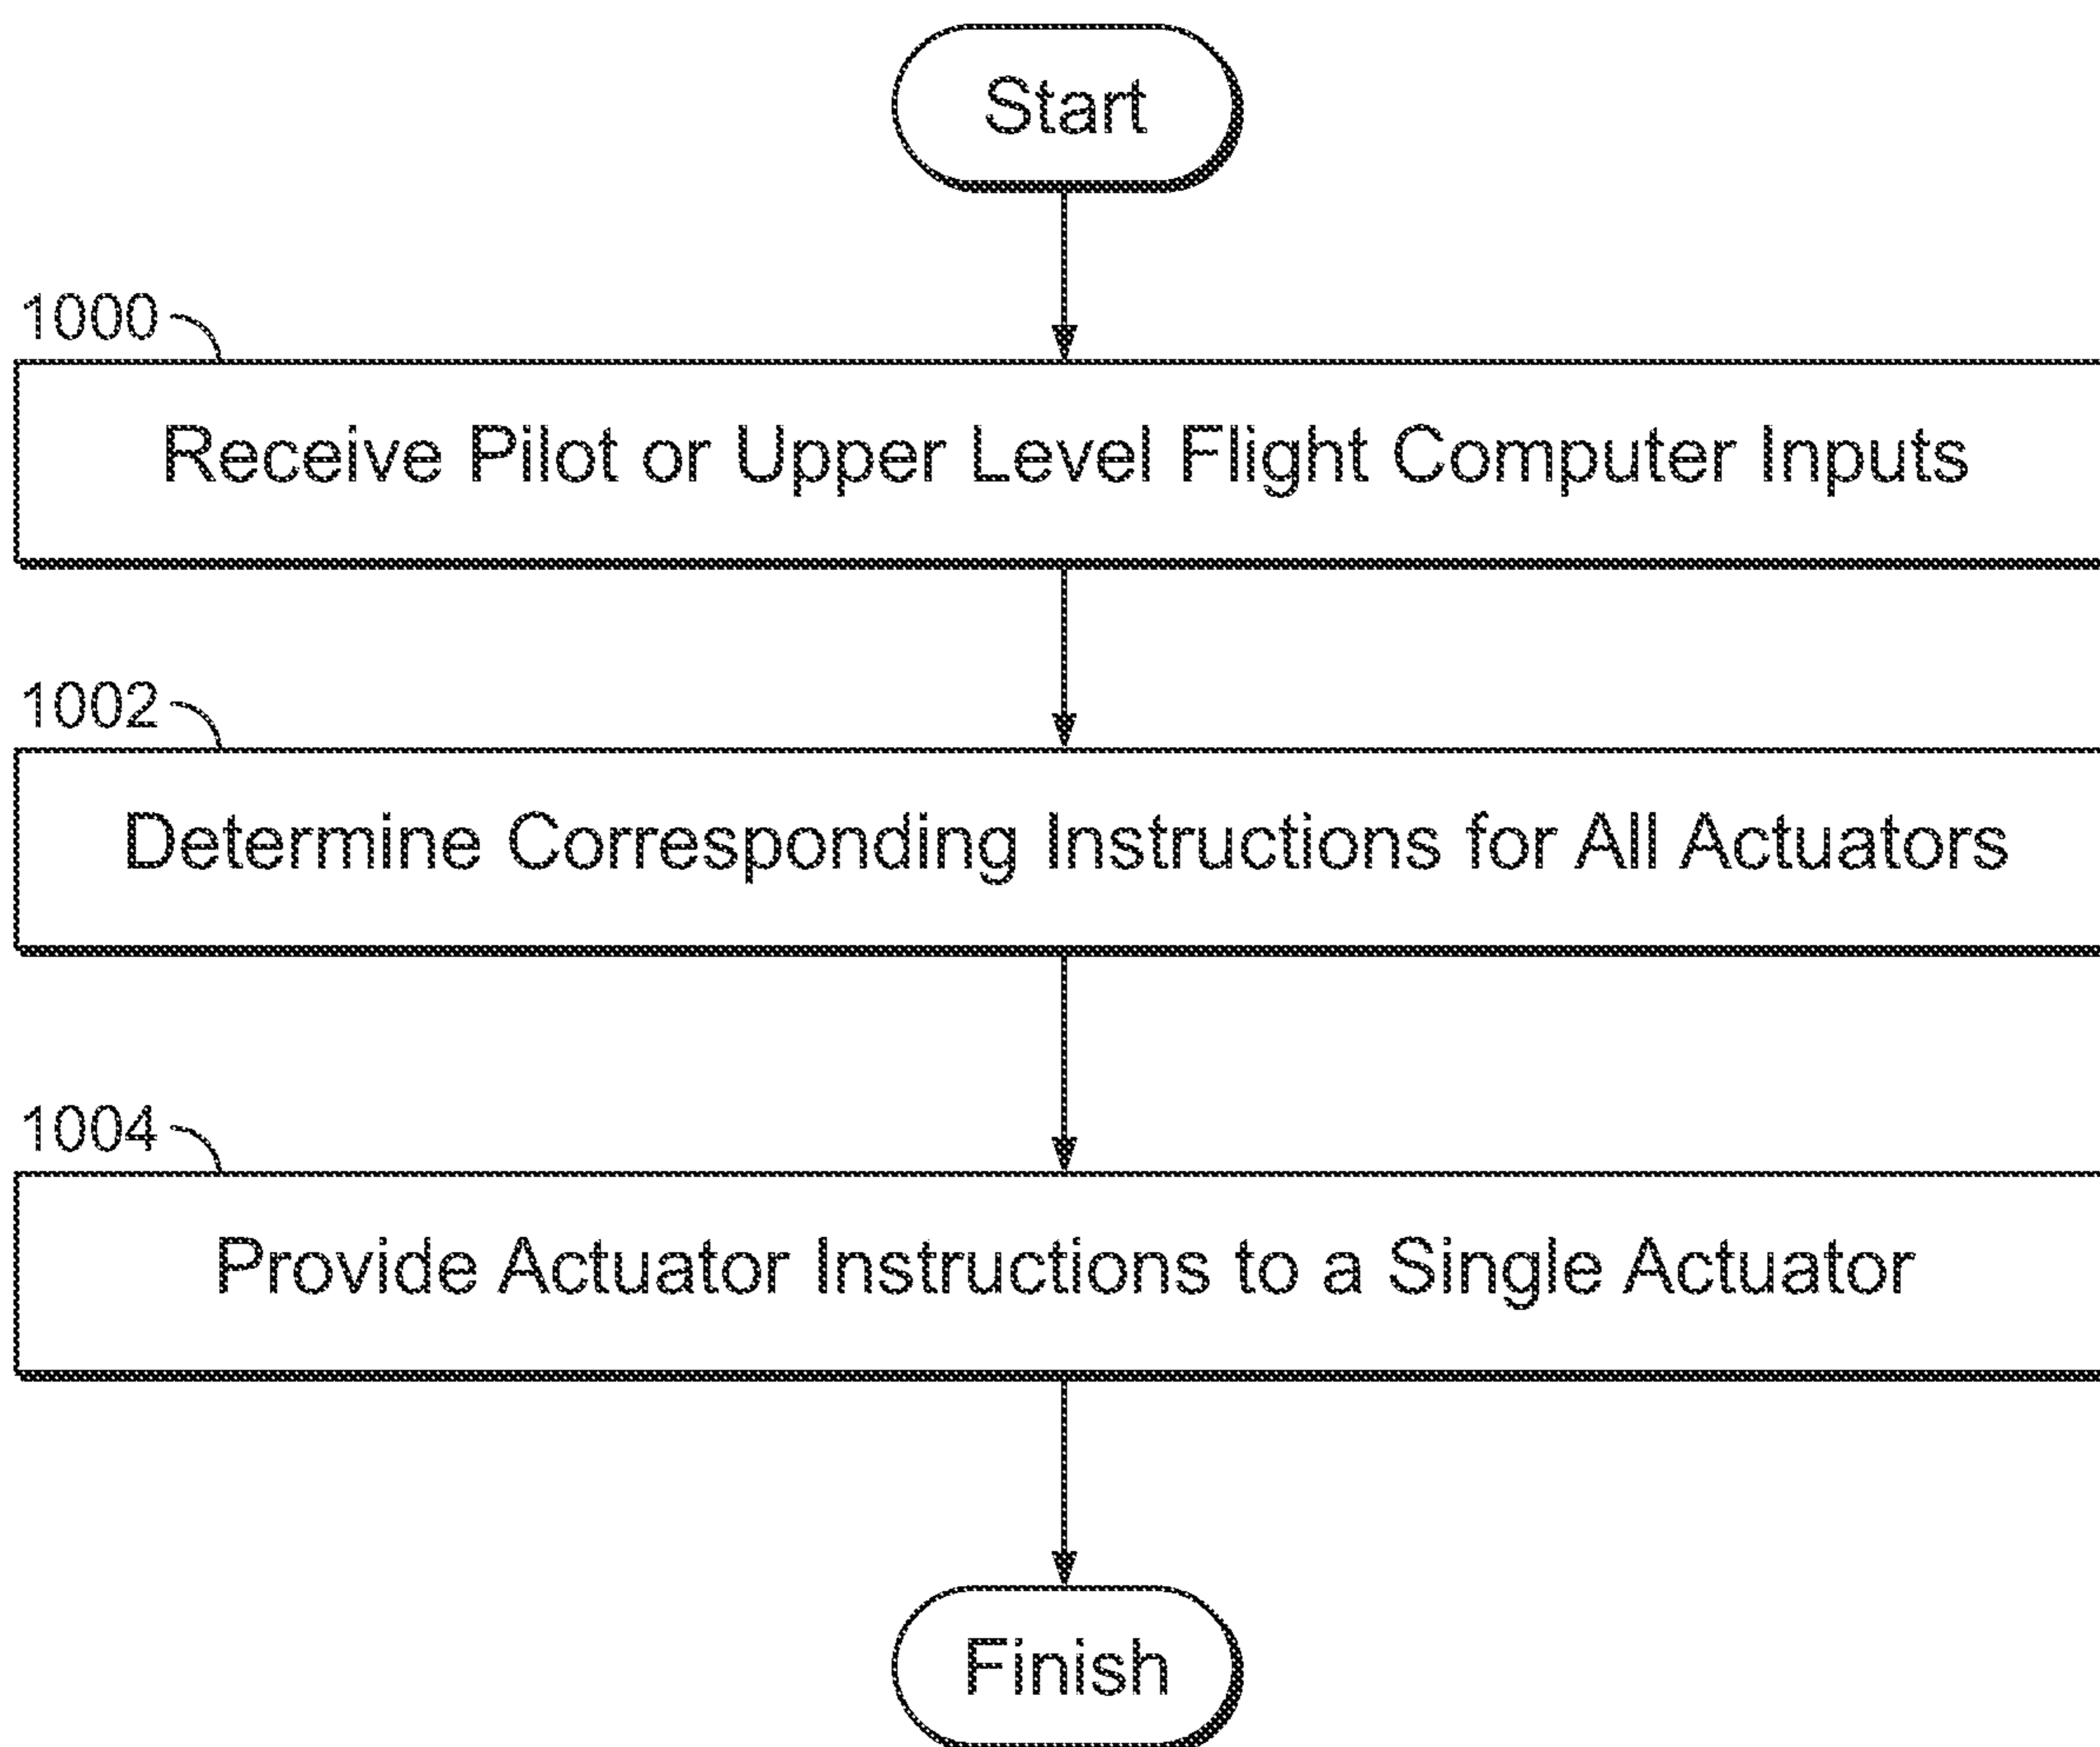 Start
1000
Receive Pilot or Upper Level Flight Computer Inputs
1002
Determine Corresponding Instructions for All Actuators
1004
Provide Actuator Instructions to a Single Actuator
Finish